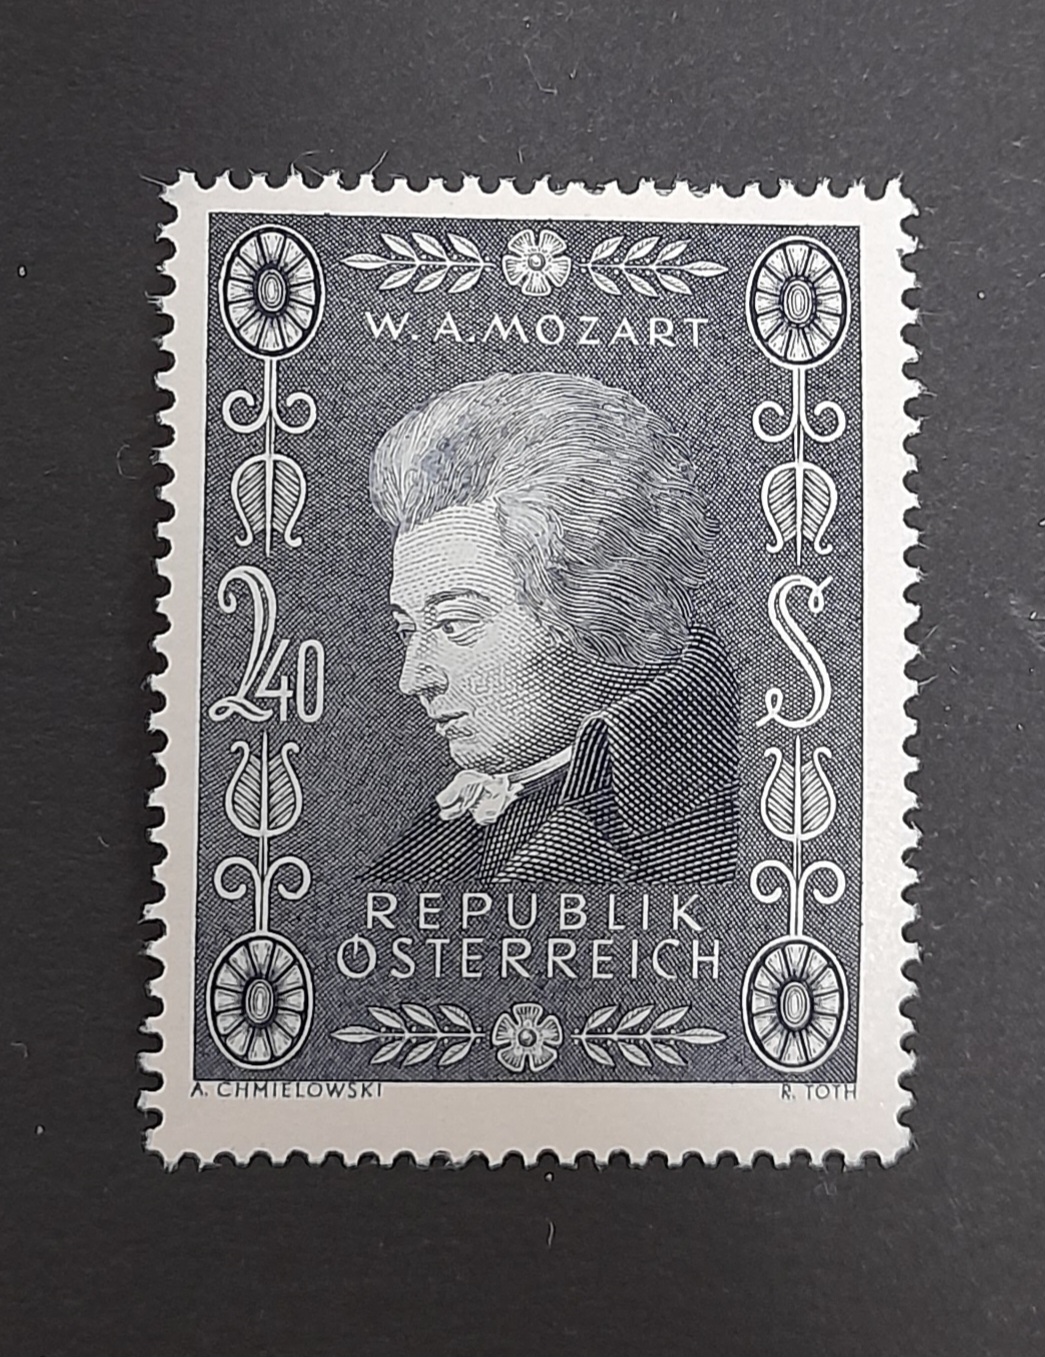 W. A. MOZART
2 40 S
REPUBLIK
ÖSTERREICH
A. CHMIELOWSKI R. TOTH